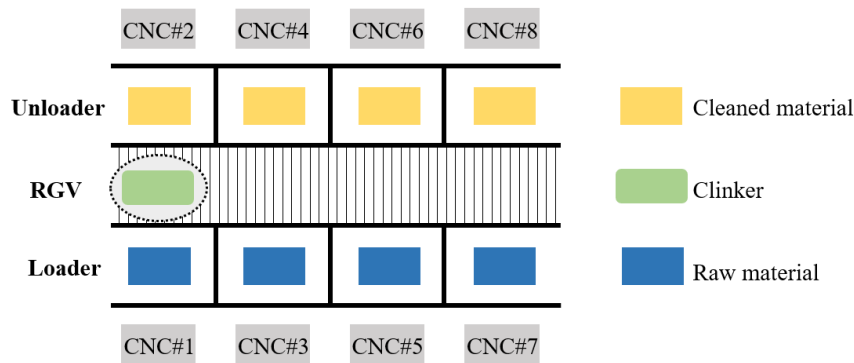 CNC#2 CNC#4 CNC#6 CNC#8
Unloader
Cleaned material
RGV
Clinker
Loader
Raw material
CNC#1 CNC#3 CNC#5 CNC#7